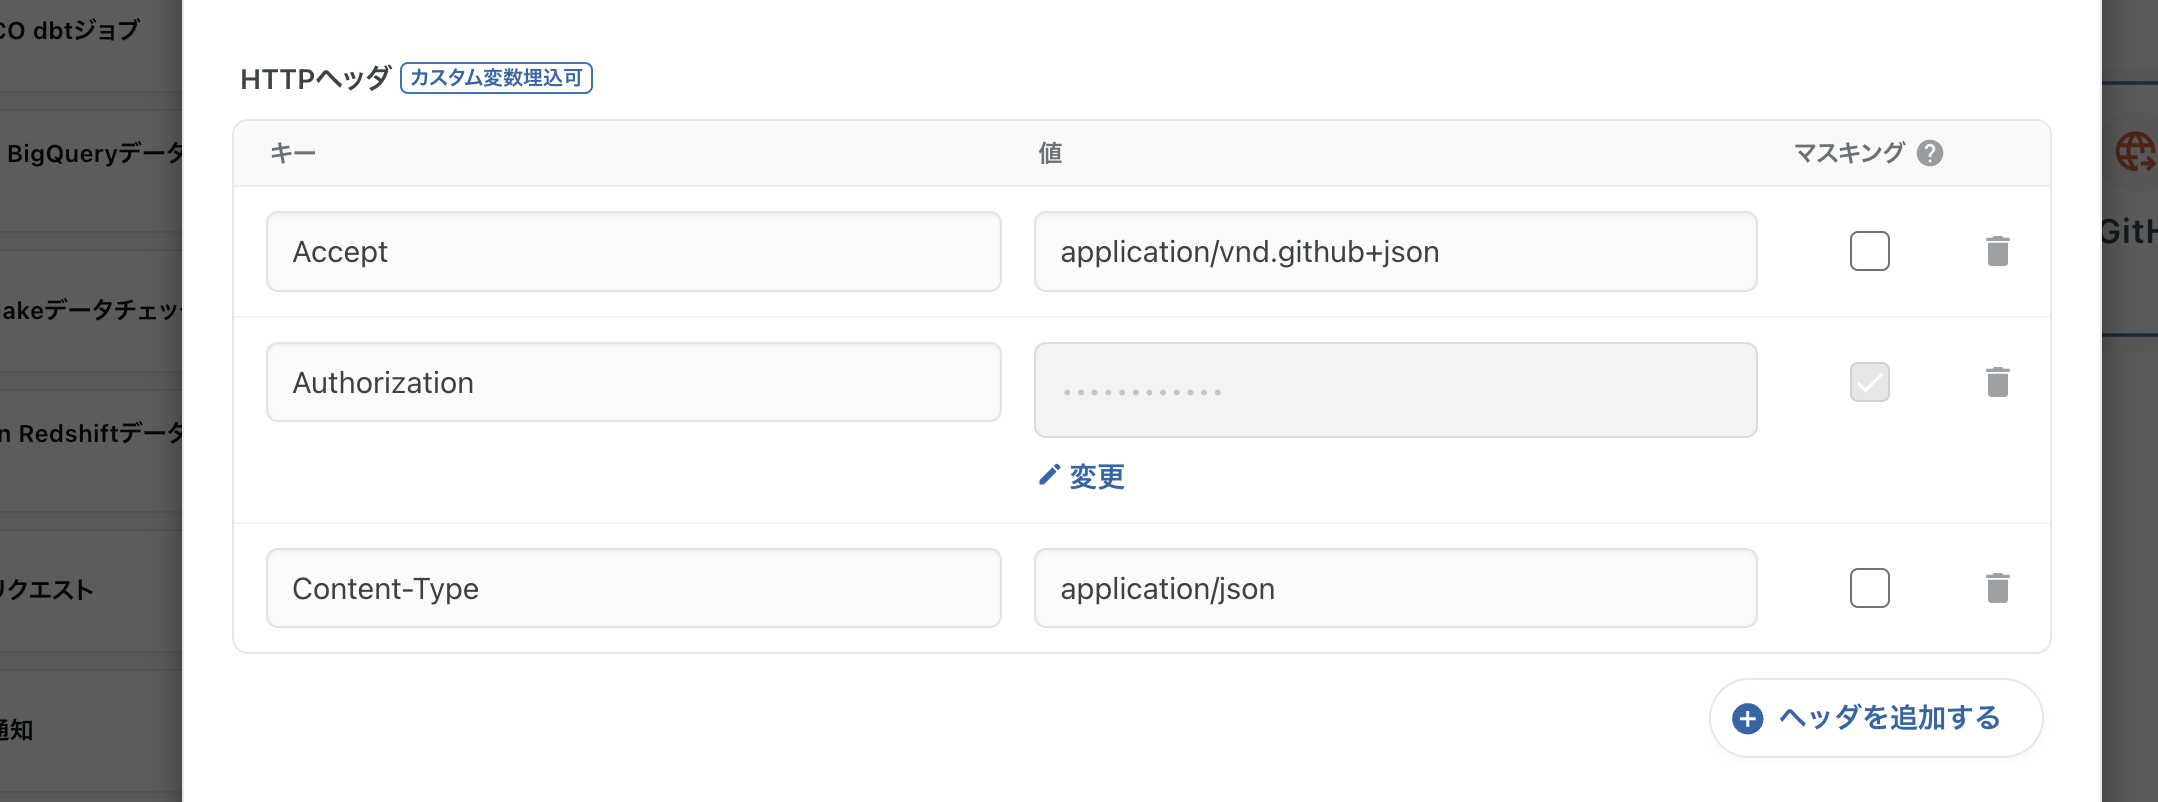 CO dbtジョブ
BigQueryデータ
lakeデータチェッ
n Redshiftデータ
リクエスト
通知
HTTPヘッダ カスタム変数埋込可
キー 値 マスキング ?
Accept application/vnd.github+json
Authorization ････････････
変更
Content-Type application/json
ヘッダを追加する
GitH